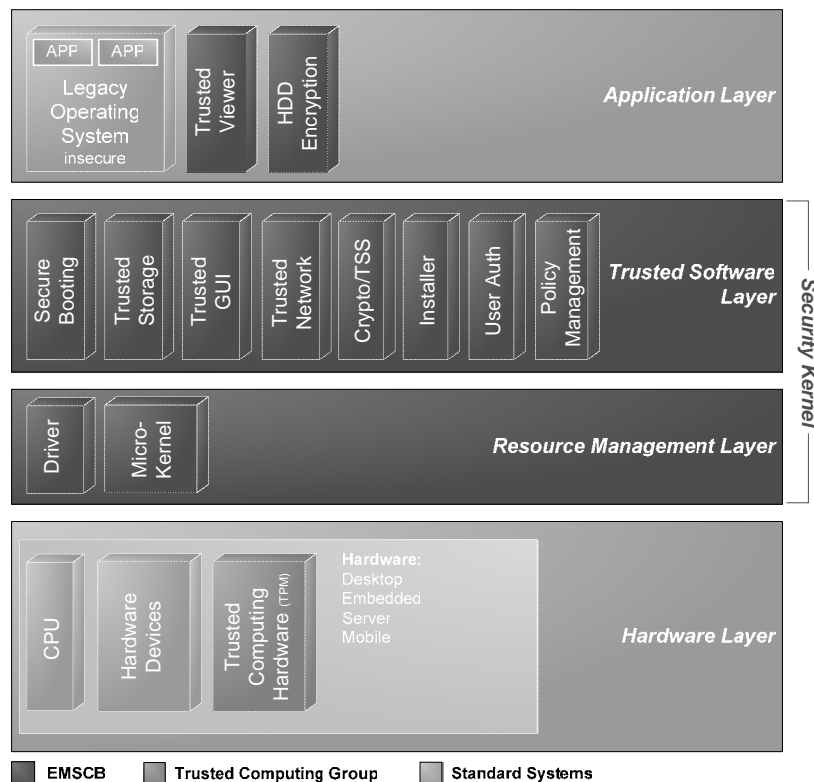 APP APP
Legacy
Operating
System
insecure
Trusted
Viewer
HDD
Encryption
Application Layer
Secure
Booting
Trusted
Storage
Trusted
GUI
Trusted
Network
Crypto/TSS
Installer
User Auth
Policy
Management
Trusted Software
Layer
Security Kernel
Driver
Micro-
Kernel
Resource Management Layer
CPU
Hardware
Devices
Trusted
Computing
Hardware (TPM)
Hardware:
Desktop
Embedded
Server
Mobile
Hardware Layer
EMSCB Trusted Computing Group Standard Systems